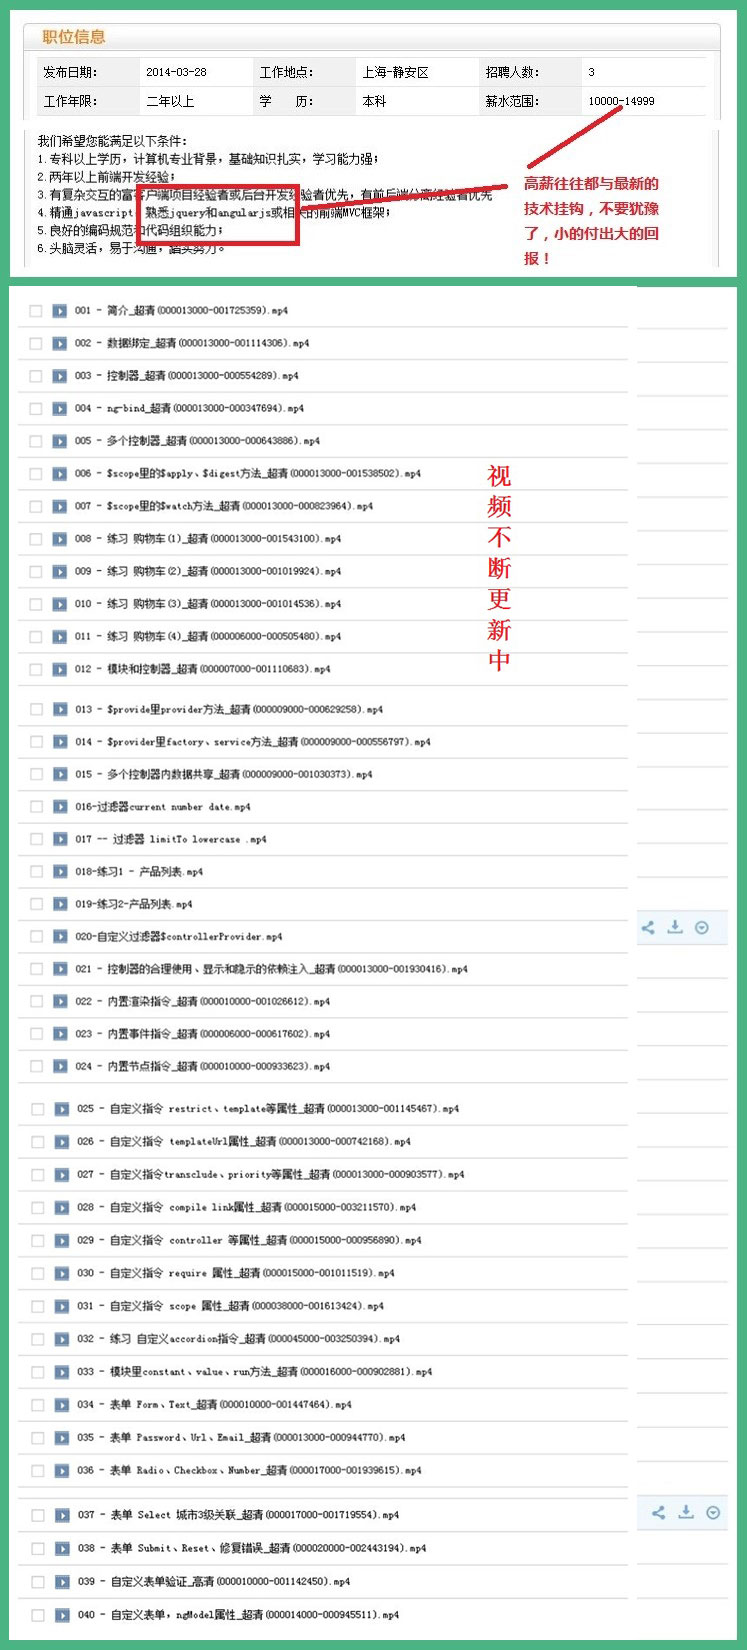 职位信息
发布日期: 2014-03-28 工作地点: 上海-静安区 招聘人数: 3
工作年限: 二年以上 学 历: 本科 薪水范围: 10000-14999
我们希望您能满足以下条件:
1. 专科以上学历，计算机专业背景，基础知识扎实，学习能力强；
2. 两年以上前端开发经验；
3. 有复杂交互的富客户端项目经验者或后台开发经验者优先，有前后端分离经验者优先
4. 精通javascript，熟悉jquery和angularjs或相关的前端MVC框架；
5. 良好的编码规范和代码组织能力；
6. 头脑灵活，易于沟通，踏实努力。
高薪往往都与最新的
技术挂钩，不要犹豫
了，小的付出大的回
报！
001 - 简介_超清(000013000-001725359).mp4
002 - 数据绑定_超清(000013000-001114306).mp4
003 - 控制器_超清(000013000-000554289).mp4
004 - ng-bind_超清(000013000-000347694).mp4
005 - 多个控制器_超清(000013000-000643886).mp4
006 - $scope里的$apply、$digest方法_超清(000013000-001538502).mp4
007 - $scope里的$watch方法_超清(000013000-000823964).mp4
008 - 练习 购物车(1)_超清(000013000-001543100).mp4
009 - 练习 购物车(2)_超清(000013000-001019924).mp4
010 - 练习 购物车(3)_超清(000013000-001014536).mp4
011 - 练习 购物车(4)_超清(000006000-000505480).mp4
012 - 模块和控制器_超清(000007000-001110683).mp4
视频不断更新中
013 - $provide里provider方法_超清(000009000-000629258).mp4
014 - $provider里factory、service方法_超清(000009000-000556797).mp4
015 - 多个控制器内数据共享_超清(000009000-001030373).mp4
016-过滤器current number date.mp4
017 -- 过滤器 limitTo lowercase .mp4
018-练习1 - 产品列表.mp4
019-练习2-产品列表.mp4
020-自定义过滤器$controllerProvider.mp4
021 - 控制器的合理使用、显示和隐示的依赖注入_超清(000013000-001930416).mp4
022 - 内置渲染指令_超清(000010000-001026612).mp4
023 - 内置事件指令_超清(000006000-000617602).mp4
024 - 内置节点指令_超清(000010000-000933623).mp4
025 - 自定义指令 restrict、template等属性_超清(000013000-001145467).mp4
026 - 自定义指令 templateUrl属性_超清(000013000-000742168).mp4
027 - 自定义指令transclude、priority等属性_超清(000013000-000903577).mp4
028 - 自定义指令 compile link属性_超清(000015000-003211570).mp4
029 - 自定义指令 controller 等属性_超清(000015000-000956890).mp4
030 - 自定义指令 require 属性_超清(000015000-001011519).mp4
031 - 自定义指令 scope 属性_超清(000038000-001613424).mp4
032 - 练习 自定义accordion指令_超清(000045000-003250394).mp4
033 - 模块里constant、value、run方法_超清(000016000-000902881).mp4
034 - 表单 Form、Text_超清(000010000-001447464).mp4
035 - 表单 Password、Url、Email_超清(000013000-000944770).mp4
036 - 表单 Radio、Checkbox、Number_超清(000017000-001939615).mp4
037 - 表单 Select 城市3级关联_超清(000017000-001719554).mp4
038 - 表单 Submit、Reset、修复错误_超清(000020000-002443194).mp4
039 - 自定义表单验证_高清(000010000-001142450).mp4
040 - 自定义表单，ngModel属性_超清(000014000-000945511).mp4